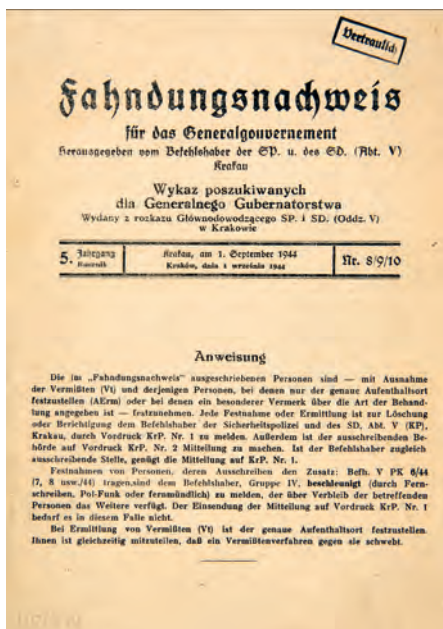 Vertraulich
Fahndungsnachweis
für das Generalgouvernement
Herausgegeben vom Befehlshaber der SP. u. des SD. (Abt. V)
Krakau
Wykaz poszukiwanych
dla Generalnego Gubernatorstwa
Wydany z rozkazu Głównodowodzącego SP. i SD. (Oddz. V)
w Krakowie
5. Jahrgang
Rocznik
Krakau, am 1. September 1944
Kraków, dnia 1 września 1944
Nr. 8/9/10
Anweisung
Die im „Fahndungsnachweis" ausgeschriebenen Personen sind — mit Ausnahme
der Vermißten (Vt) und derjenigen Personen, bei denen nur der genaue Aufenthaltsort
festzustellen (AErm) oder bei denen ein besonderer Vermerk über die Art der Behand-
lung angegeben ist — festzunehmen. Jede Festnahme oder Ermittlung ist zur Löschung
oder Berichtigung dem Befehlshaber der Sicherheitspolizei und des SD, Abt. V (KP),
Krakau, durch Vordruck KrP. Nr. 1 zu melden. Außerdem ist der ausschreibenden Be-
hörde auf Vordruck KrP. Nr. 2 Mitteilung zu machen. Ist der Befehlshaber zugleich
ausschreibende Stelle, genügt die Mitteilung auf KrP. Nr. 1.
Festnahmen von Personen, deren Ausschreiben den Zusatz: Befh. V PK 6/44
(7, 8 usw./44) tragen, sind dem Befehlshaber, Gruppe IV, beschleunigt (durch Fern-
schreiben, Pol-Funk oder fernmündlich) zu melden, der über Verbleib der betreffenden
Personen das Weitere verfügt. Der Einsendung der Mitteilung auf Vordruck KrP. Nr. 1
bedarf es in diesem Falle nicht.
Bei Ermittlung von Vermißten (Vt) ist der genaue Aufenthaltsort festzustellen.
Ihnen ist gleichzeitig mitzuteilen, daß ein Vermißtenverfahren gegen sie schwebt.